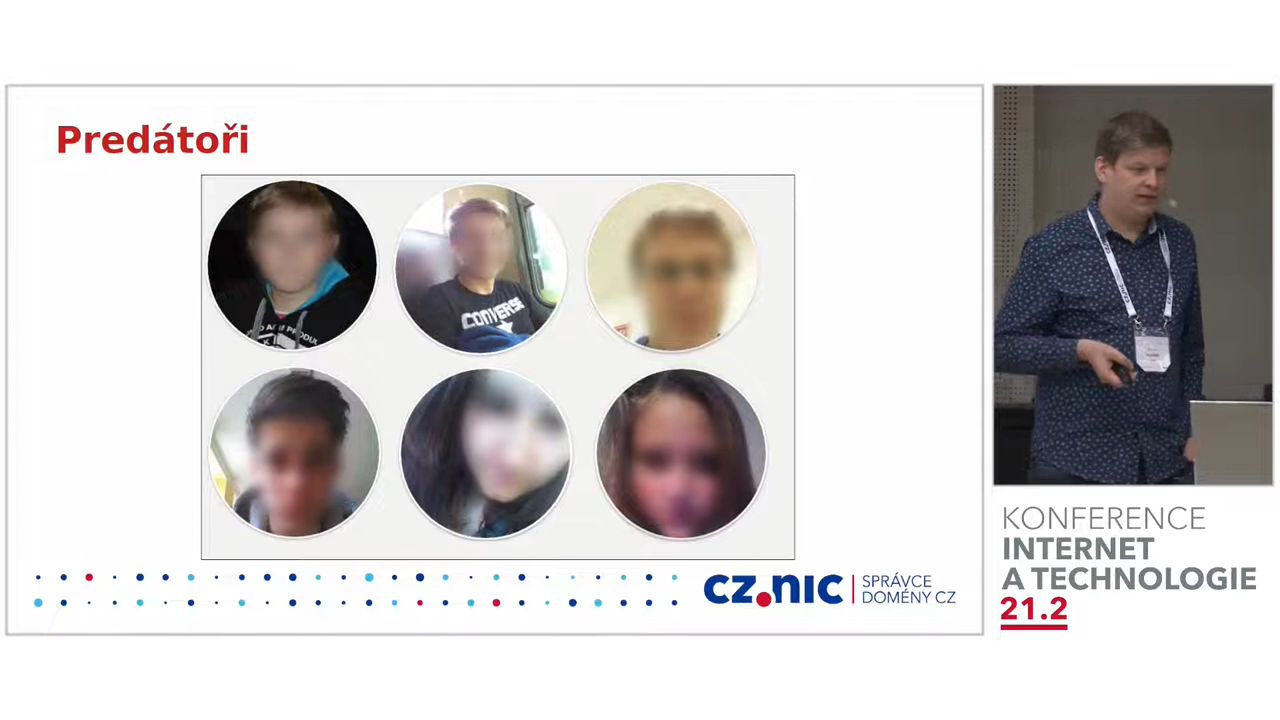 Predátoři
CONVERSE
CZ.NIC
SPRÁVCE
DOMÉNY CZ
KONFERENCE
INTERNET
A TECHNOLOGIE
21.2